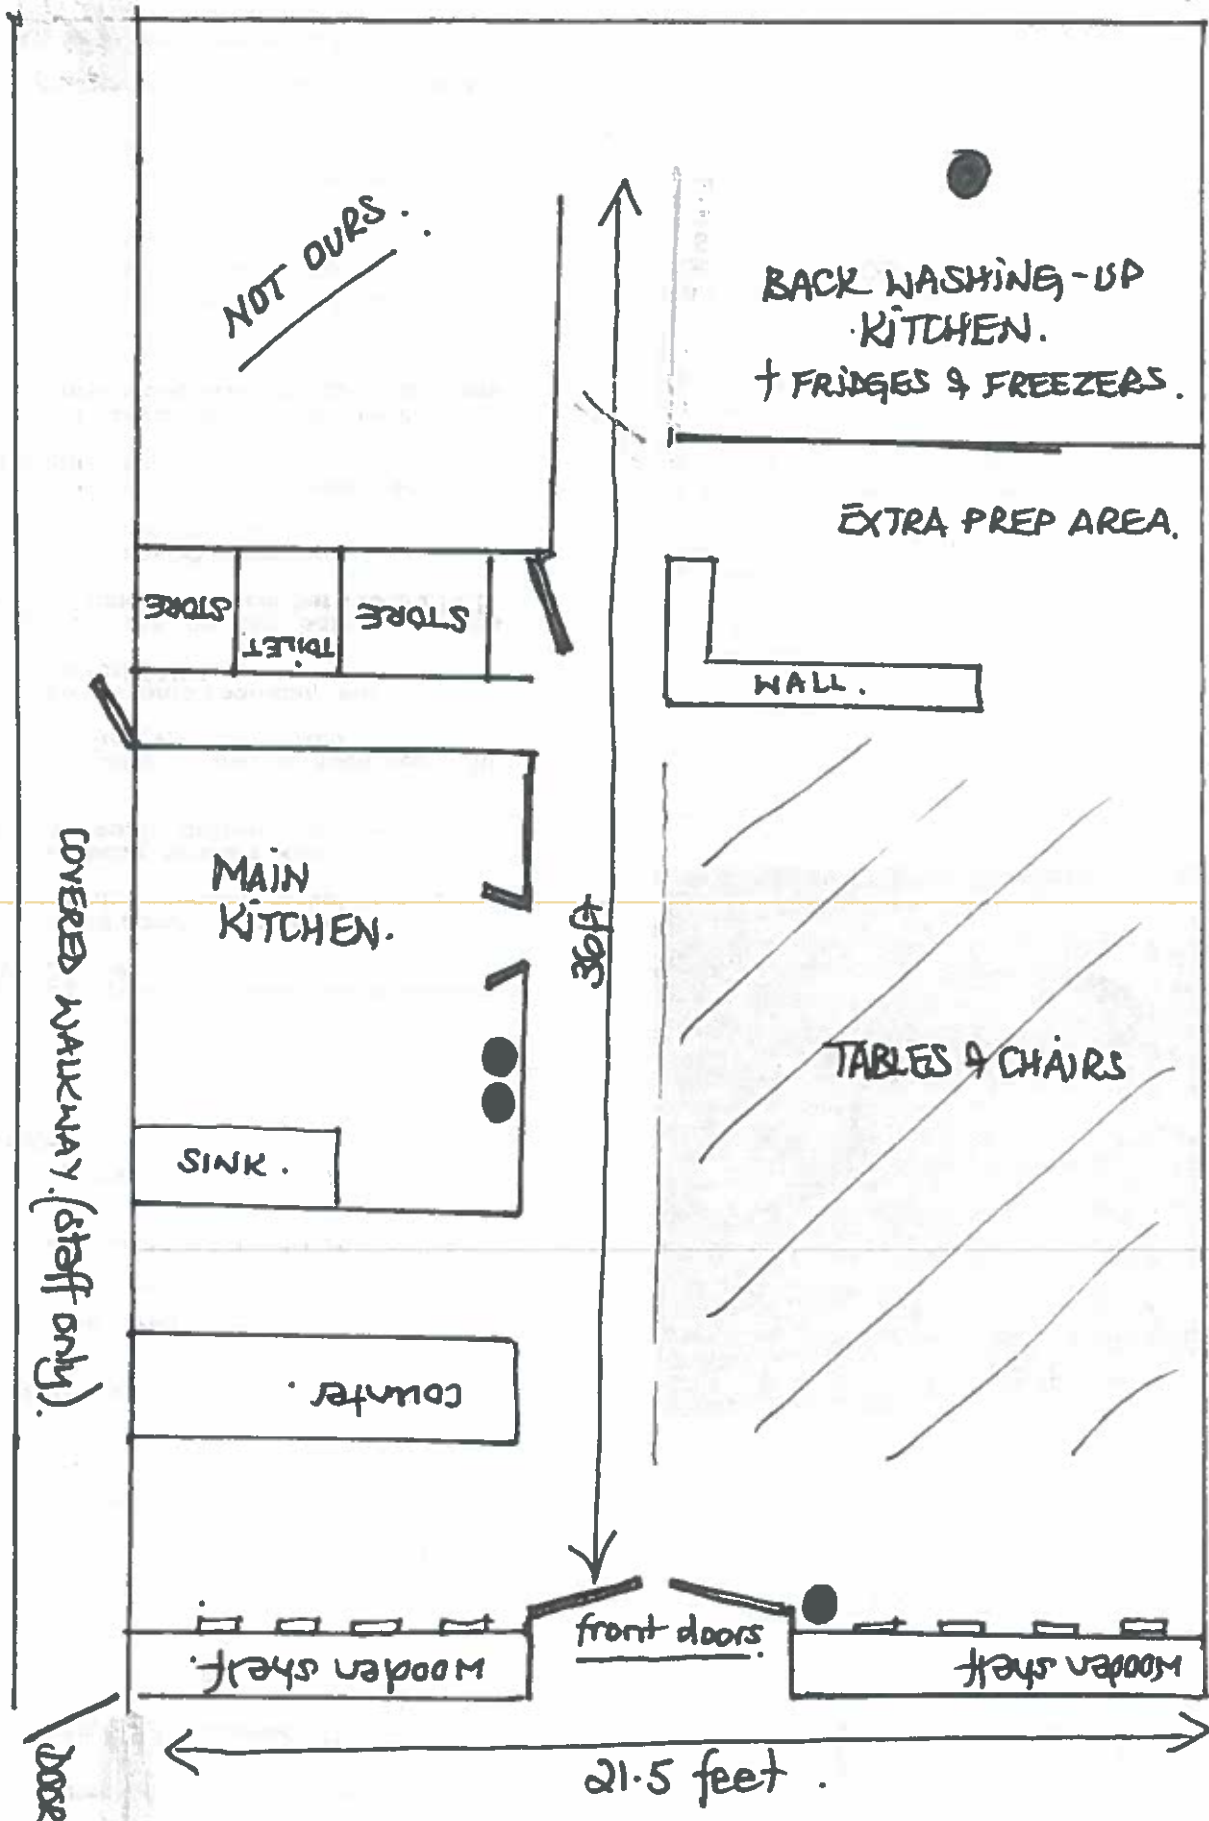 NOT OURS.
BACK WASHING-UP
KITCHEN.
+ FRIDGES & FREEZERS.
EXTRA PREP AREA.
STORE
TOILET
STORE
WALL.
MAIN
KITCHEN.
36ft
TABLES & CHAIRS
SINK.
COVERED WALKWAY. (Staff only).
counter.
front doors.
Wooden shelf.
Wooden shelf
DOOR
21.5 feet.